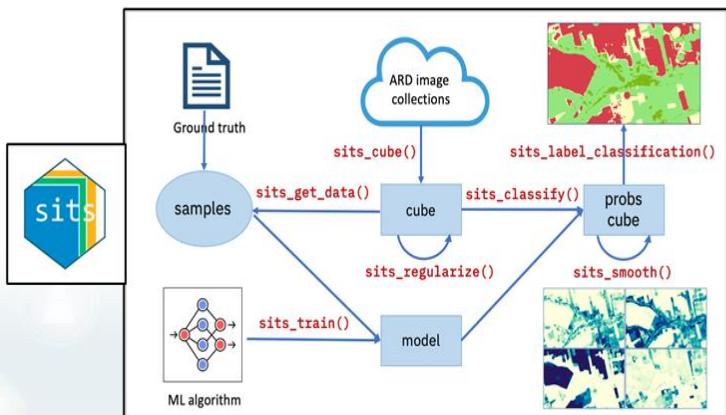 ARD image
collections
Ground truth
sits_cube()
sits_label_classification()
sits
samples
sits_get_data()
cube
sits_classify()
probs
cube
sits_regularize()
sits_smooth()
sits_train()
model
ML algorithm